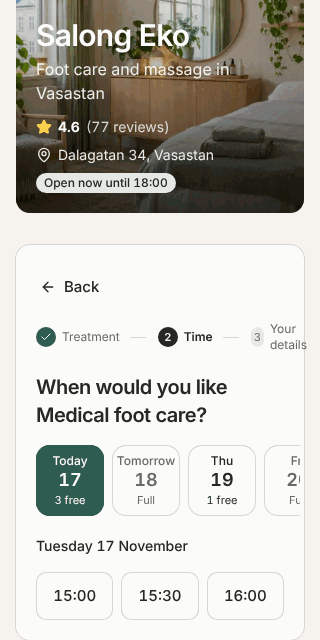 Salong Eko
Foot care and massage in
Vasastan
4.6 (77 reviews)
Dalagatan 34, Vasastan
Open now until 18:00
Back
Treatment
2 Time
3 Your
details
When would you like
Medical foot care?
Today
17
3 free
Tomorrow
18
Full
Thu
19
1 free
Tuesday 17 November
15:00 15:30 16:00